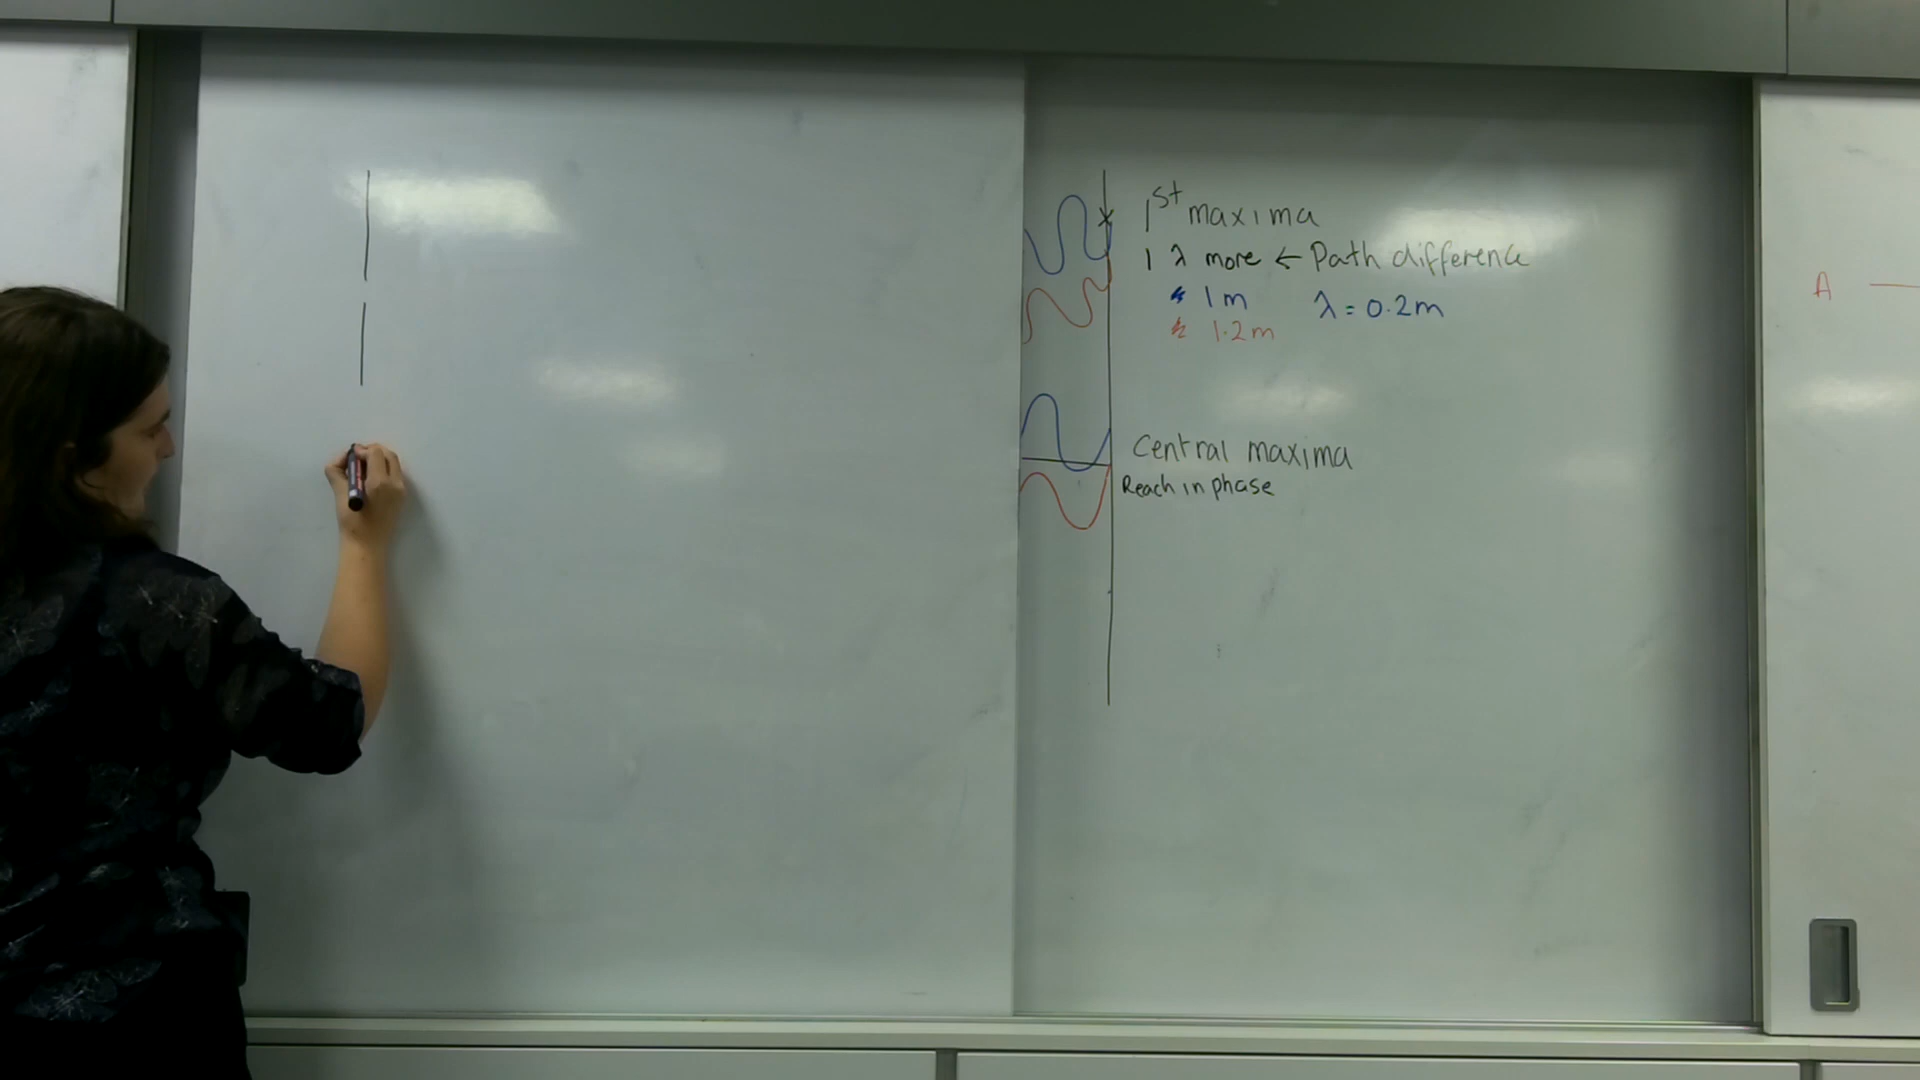 1st maxima
1 λ more ← Path difference
1m λ = 0.2m
1.2m
Central maxima
Reach in phase
A